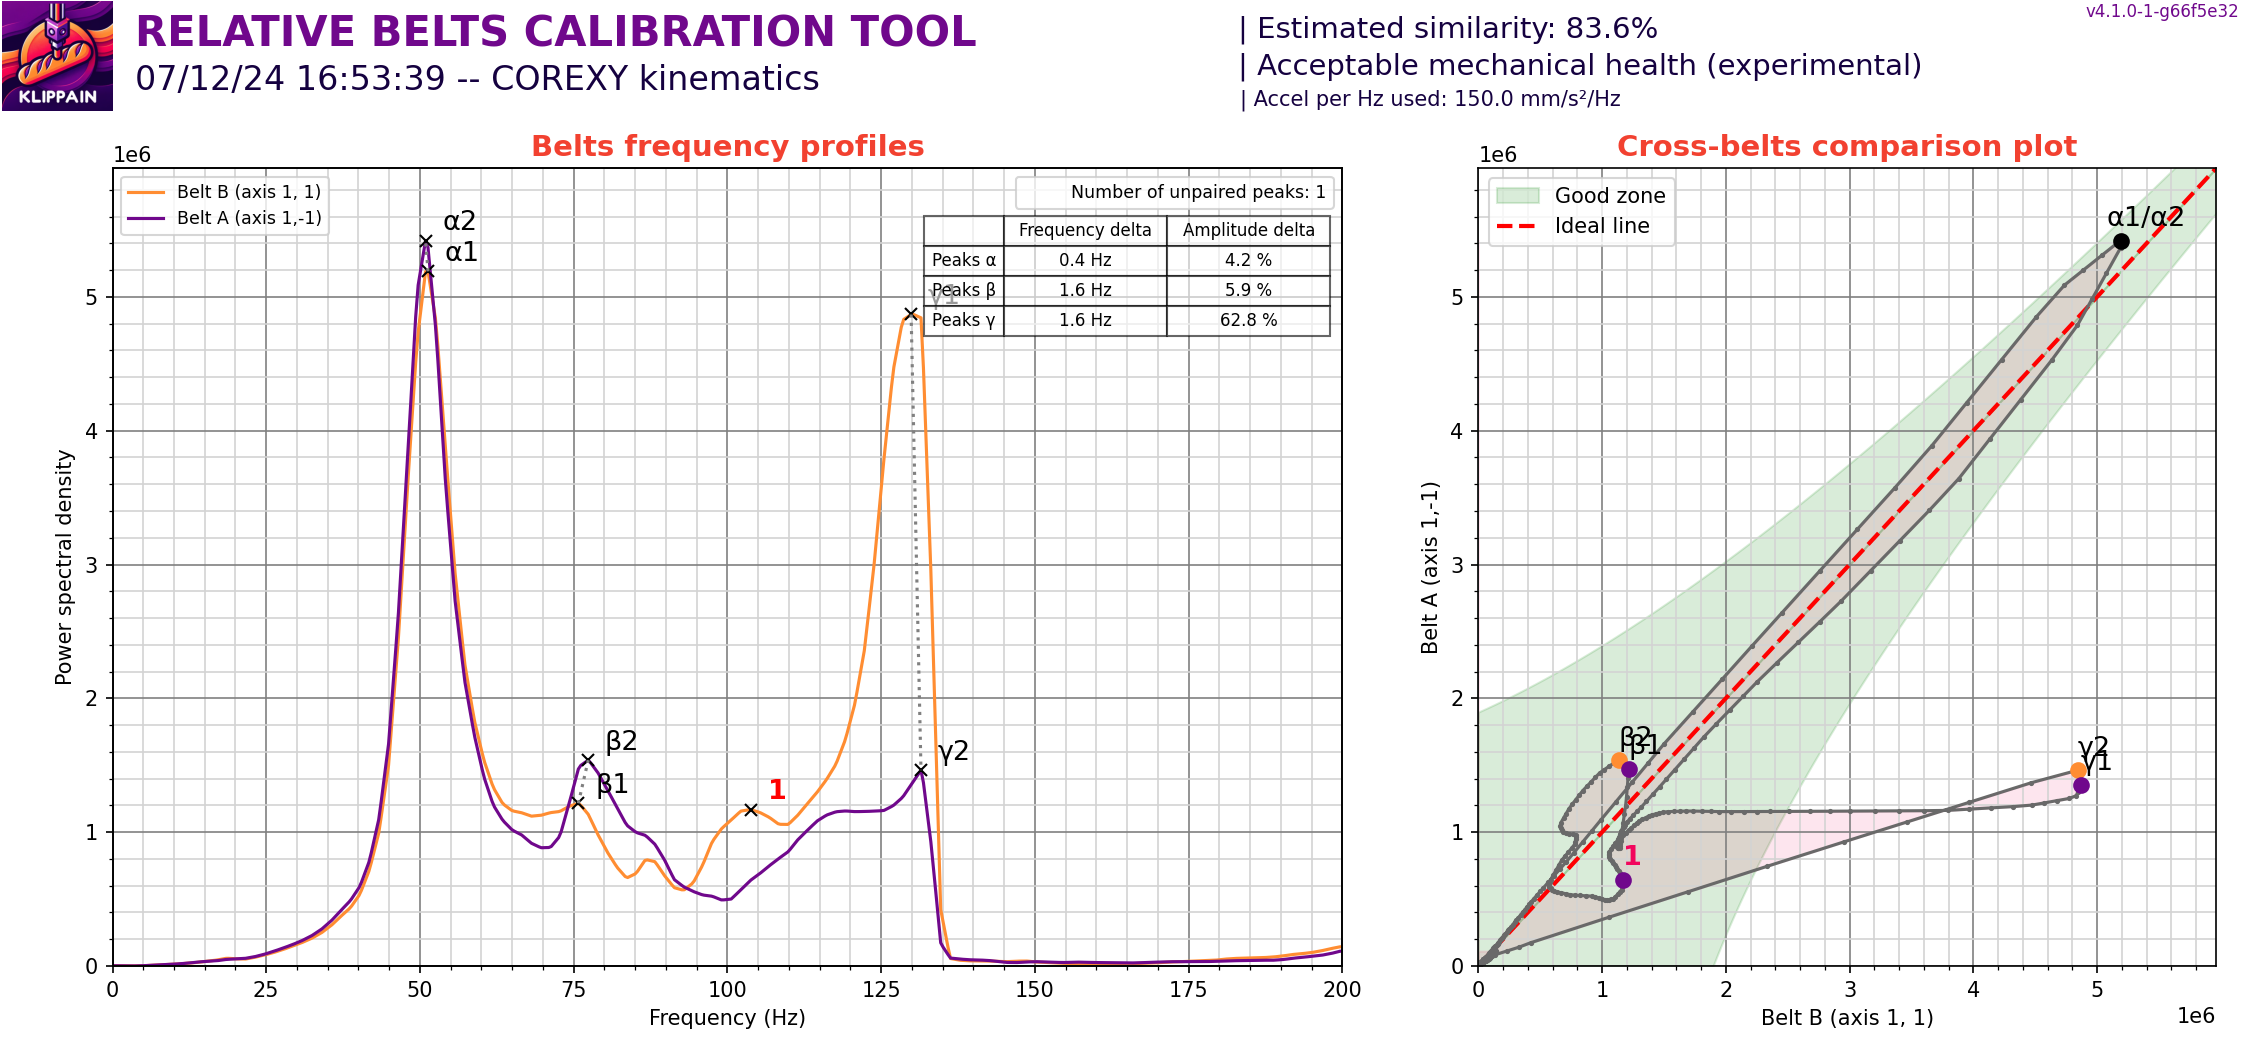 KLIPPAIN
RELATIVE BELTS CALIBRATION TOOL
07/12/24 16:53:39 -- COREXY kinematics
| Estimated similarity: 83.6%
| Acceptable mechanical health (experimental)
| Accel per Hz used: 150.0 mm/s²/Hz
v4.1.0-1-g66f5e32
Belts frequency profiles
1e6
Belt B (axis 1, 1)
Belt A (axis 1,-1)
Number of unpaired peaks: 1
Frequency delta Amplitude delta
Peaks α 0.4 Hz 4.2 %
Peaks β 1.6 Hz 5.9 %
Peaks γ 1.6 Hz 62.8 %
α2
α1
γ1
β2
β1
1
γ2
5
4
3
2
1
0
Power spectral density
0 25 50 75 100 125 150 175 200
Frequency (Hz)
Cross-belts comparison plot
1e6
Good zone
Ideal line
α1/α2
β2
β1
γ2
γ1
1
5
4
3
2
1
0
Belt A (axis 1,-1)
0 1 2 3 4 5
Belt B (axis 1, 1)
1e6